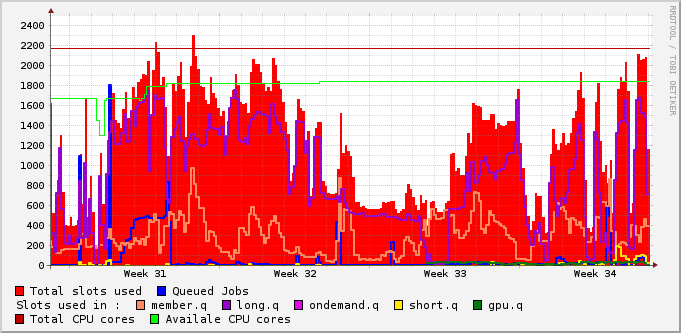 RRDTOOL / TOBI OETIKER
2400
2200
2000
1800
1600
1400
1200
1000
800
600
400
200
0
Week 31 Week 32 Week 33 Week 34
Total slots used Queued Jobs
Slots used in : member.q long.q ondemand.q short.q gpu.q
Total CPU cores Availale CPU cores